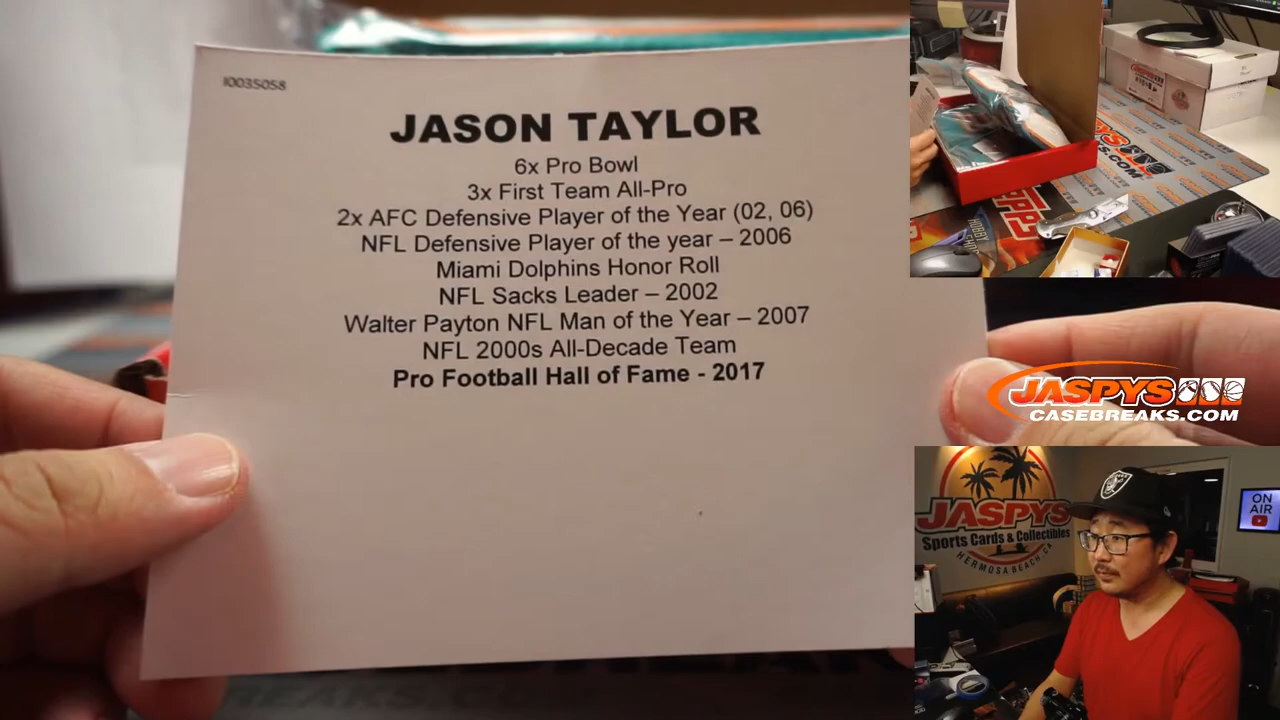 10035058
JASON TAYLOR
6x Pro Bowl
3x First Team All-Pro
2x AFC Defensive Player of the Year (02, 06)
NFL Defensive Player of the year – 2006
Miami Dolphins Honor Roll
NFL Sacks Leader – 2002
Walter Payton NFL Man of the Year – 2007
NFL 2000s All-Decade Team
Pro Football Hall of Fame - 2017
JASPYS
CASEBREAKS.COM
JASPYS
Sports Cards & Collectibles
HERMOSA BEACH, CA
ON
AIR